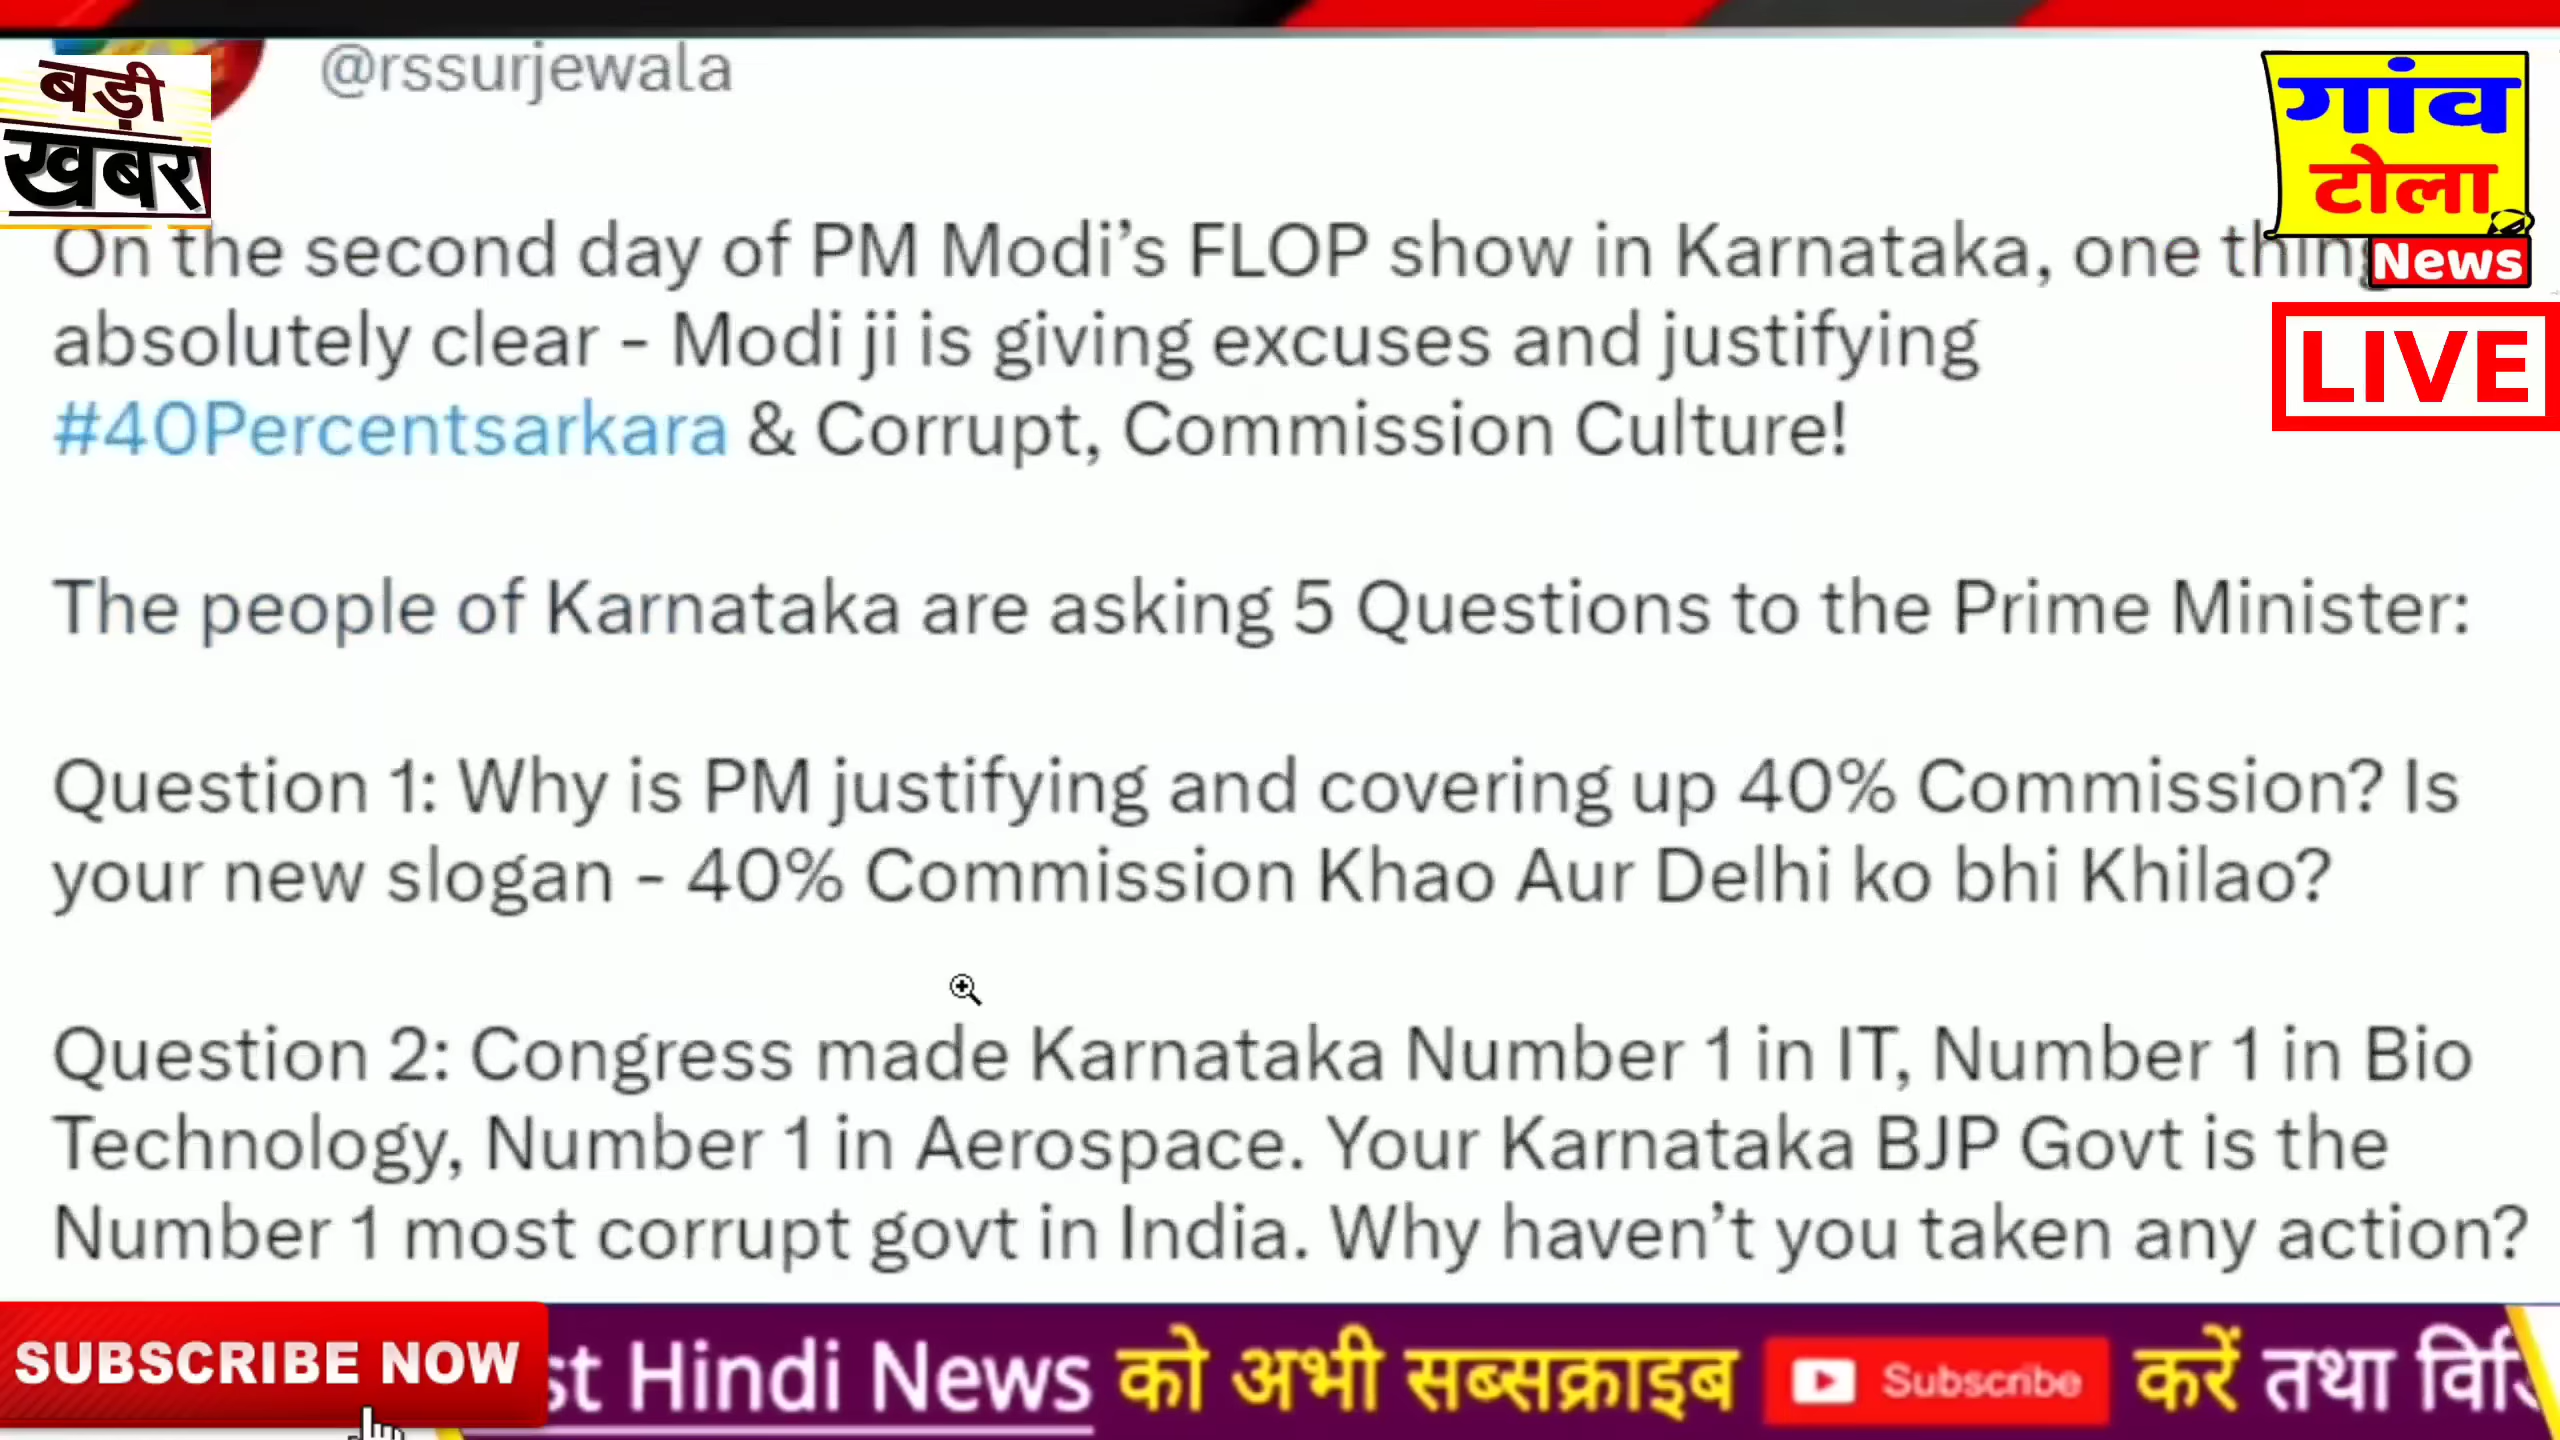 @rssurjewala
बड़ी
खबर
गांव
टोला
News
LIVE
On the second day of PM Modi’s FLOP show in Karnataka, one thing
absolutely clear - Modi ji is giving excuses and justifying
#40Percentsarkara & Corrupt, Commission Culture!
The people of Karnataka are asking 5 Questions to the Prime Minister:
Question 1: Why is PM justifying and covering up 40% Commission? Is
your new slogan - 40% Commission Khao Aur Delhi ko bhi Khilao?
Question 2: Congress made Karnataka Number 1 in IT, Number 1 in Bio
Technology, Number 1 in Aerospace. Your Karnataka BJP Govt is the
Number 1 most corrupt govt in India. Why haven’t you taken any action?
SUBSCRIBE NOW
st Hindi News को अभी सब्सक्राइब Subscribe करें तथा